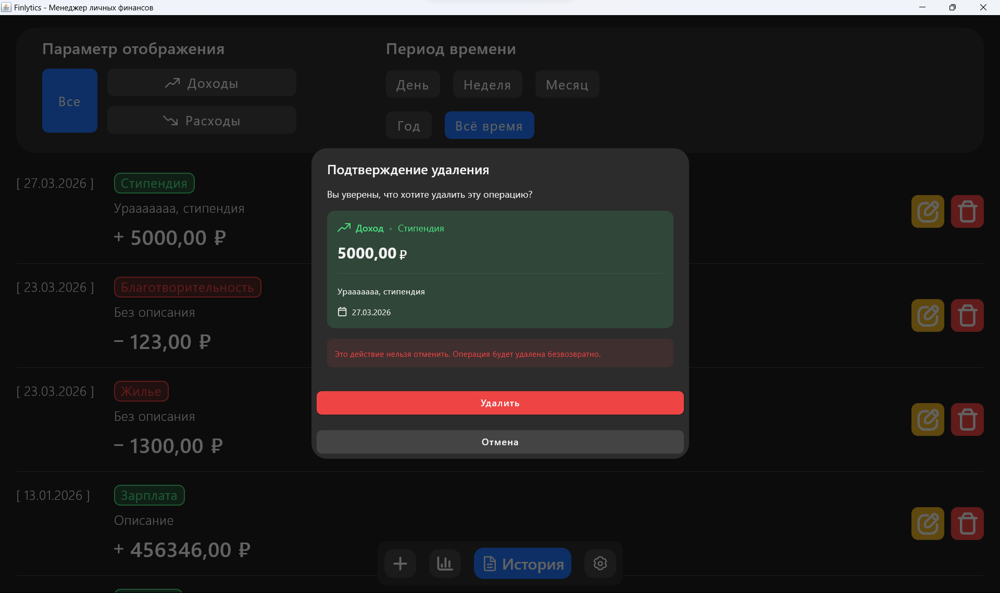 Finlytics - Менеджер личных финансов
Параметр отображения
Все
Доходы
Расходы
Период времени
День
Неделя
Месяц
Год
Всё время
[ 27.03.2026 ]
Стипендия
Урааааааа, стипендия
+ 5000,00 ₽
[ 23.03.2026 ]
Благотворительность
Без описания
− 123,00 ₽
[ 23.03.2026 ]
Жилье
Без описания
− 1300,00 ₽
[ 13.01.2026 ]
Зарплата
Описание
+ 456346,00 ₽
Подтверждение удаления
Вы уверены, что хотите удалить эту операцию?
Доход • Стипендия
5000,00 ₽
Урааааааа, стипендия
27.03.2026
Это действие нельзя отменить. Операция будет удалена безвозвратно.
Удалить
Отмена
История